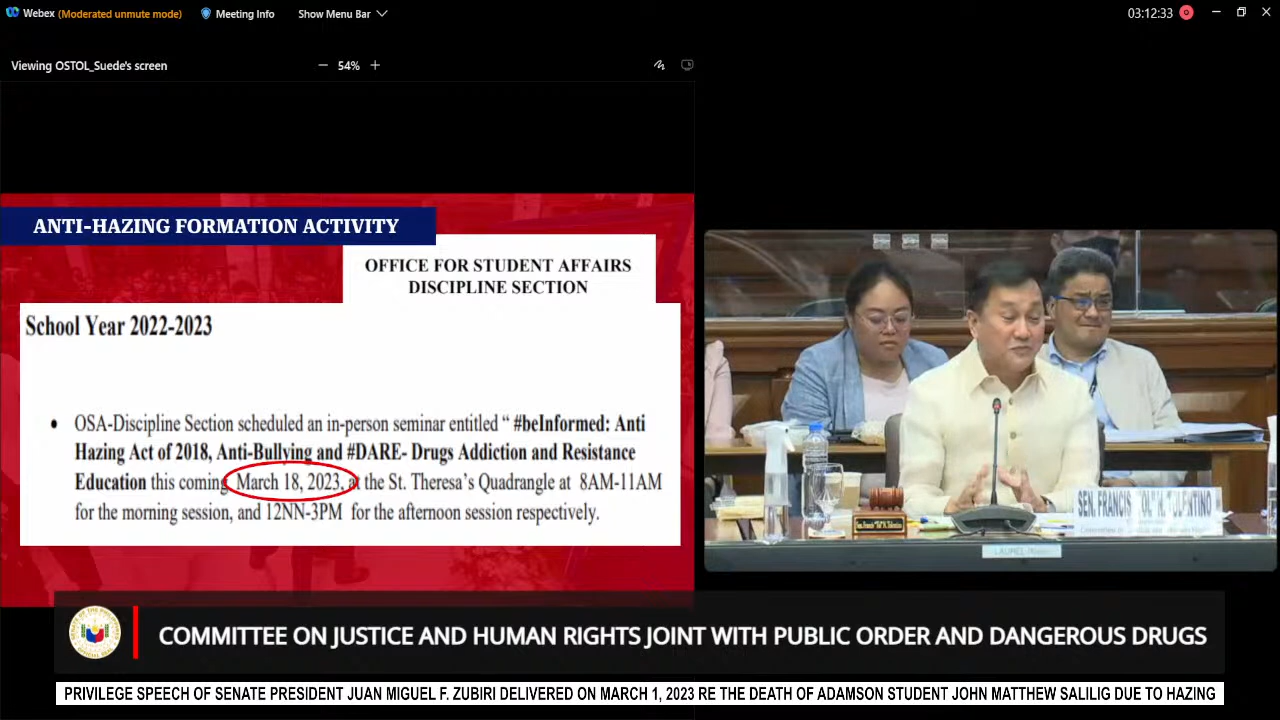 Webex (Moderated unmute mode) Meeting Info Show Menu Bar 03:12:33
Viewing OSTOL_Suede's screen 54%
ANTI-HAZING FORMATION ACTIVITY
OFFICE FOR STUDENT AFFAIRS
DISCIPLINE SECTION
School Year 2022-2023
• OSA-Discipline Section scheduled an in-person seminar entitled “ #beInformed: Anti
Hazing Act of 2018, Anti-Bullying and #DARE- Drugs Addiction and Resistance
Education this coming March 18, 2023, at the St. Theresa’s Quadrangle at 8AM-11AM
for the morning session, and 12NN-3PM for the afternoon session respectively.
SEN. FRANCIS "TOL" N. TOLENTINO
COMMITTEE ON JUSTICE AND HUMAN RIGHTS JOINT WITH PUBLIC ORDER AND DANGEROUS DRUGS
PRIVILEGE SPEECH OF SENATE PRESIDENT JUAN MIGUEL F. ZUBIRI DELIVERED ON MARCH 1, 2023 RE THE DEATH OF ADAMSON STUDENT JOHN MATTHEW SALILIG DUE TO HAZING